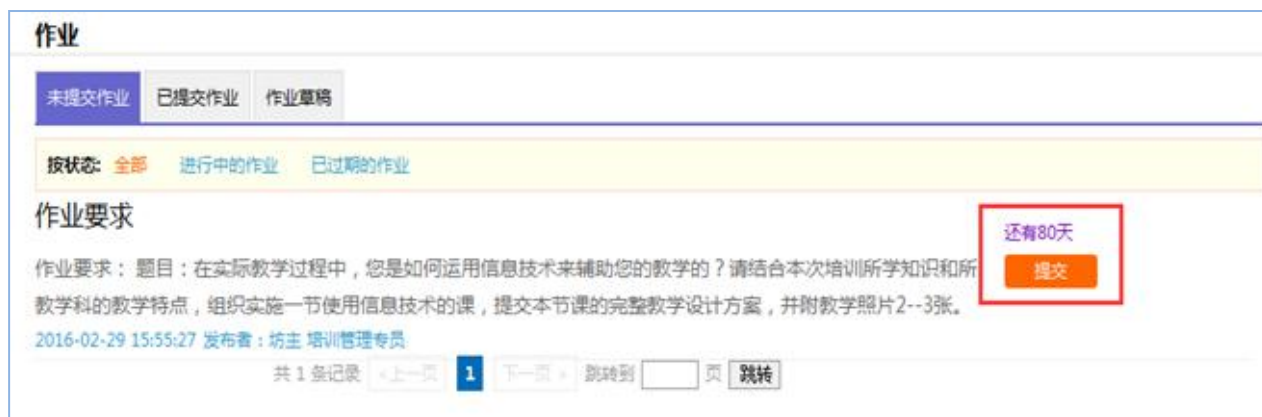 作业
未提交作业 已提交作业 作业草稿
按状态: 全部 进行中的作业 已过期的作业
作业要求
还有80天
作业要求：题目：在实际教学过程中，您是如何运用信息技术来辅助您的教学的？请结合本次培训所学知识和所
提交
教学科的教学特点，组织实施一节使用信息技术的课，提交本节课的完整教学设计方案，并附教学照片2--3张。
2016-02-29 15:55:27 发布者：坊主 培训管理专员
共 1 条记录 «上一页 1 下一页» 跳转到 页 跳转